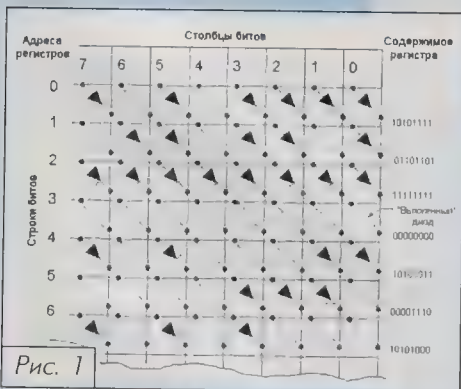 Адреса регистров
Столбцы битов
Содержимое регистра
7 6 5 4 3 2 1 0
Строки битов
0
10101111
1
01101101
2
11111111
3
"Выполненный" диод
00000000
4
5
00001110
6
10101000
Рис. 1